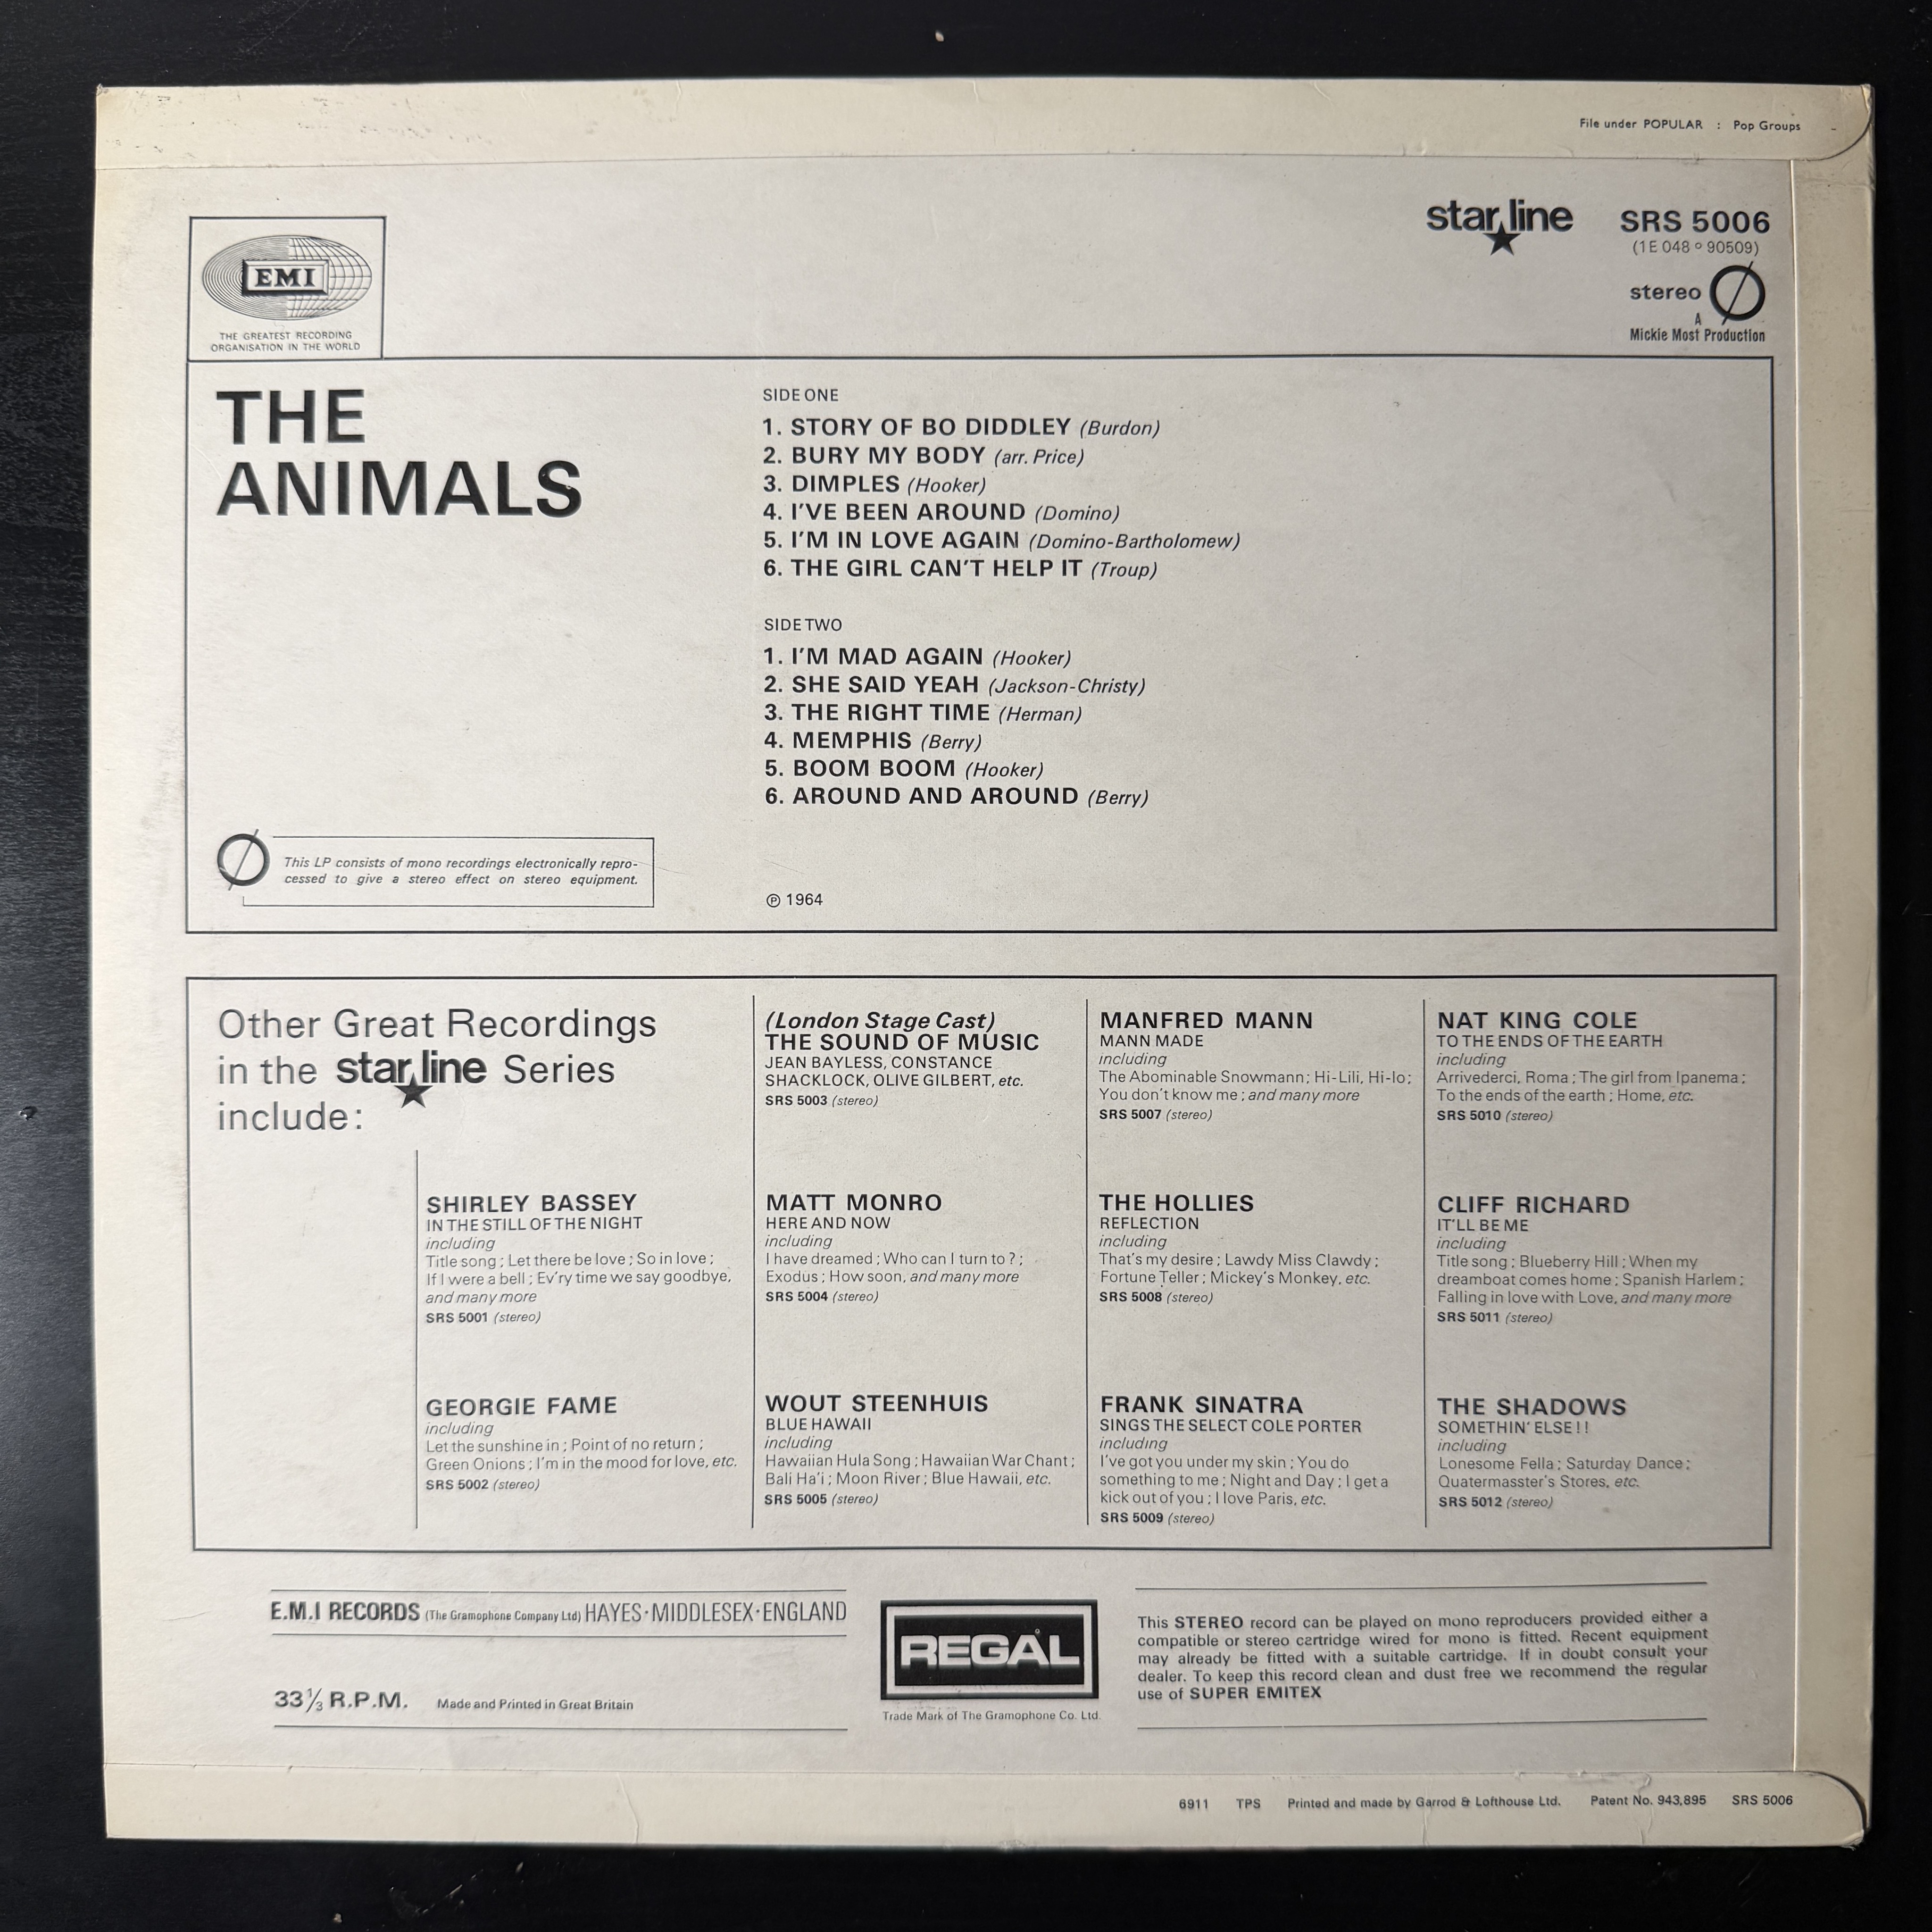 File under POPULAR : Pop Groups
star line SRS 5006
(1E 048 o 90509)
stereo
A
Mickie Most Production
EMI
THE GREATEST RECORDING
ORGANISATION IN THE WORLD
THE
ANIMALS
SIDE ONE
1. STORY OF BO DIDDLEY (Burdon)
2. BURY MY BODY (arr. Price)
3. DIMPLES (Hooker)
4. I'VE BEEN AROUND (Domino)
5. I'M IN LOVE AGAIN (Domino-Bartholomew)
6. THE GIRL CAN'T HELP IT (Troup)
SIDE TWO
1. I'M MAD AGAIN (Hooker)
2. SHE SAID YEAH (Jackson-Christy)
3. THE RIGHT TIME (Herman)
4. MEMPHIS (Berry)
5. BOOM BOOM (Hooker)
6. AROUND AND AROUND (Berry)
This LP consists of mono recordings electronically repro-
cessed to give a stereo effect on stereo equipment.
℗ 1964
Other Great Recordings
in the star line Series
include:
SHIRLEY BASSEY
IN THE STILL OF THE NIGHT
including
Title song ; Let there be love ; So in love ;
If I were a bell ; Ev'ry time we say goodbye,
and many more
SRS 5001 (stereo)
GEORGIE FAME
including
Let the sunshine in ; Point of no return ;
Green Onions ; I'm in the mood for love, etc.
SRS 5002 (stereo)
(London Stage Cast)
THE SOUND OF MUSIC
JEAN BAYLESS, CONSTANCE
SHACKLOCK, OLIVE GILBERT, etc.
SRS 5003 (stereo)
MATT MONRO
HERE AND NOW
including
I have dreamed ; Who can I turn to ? ;
Exodus ; How soon, and many more
SRS 5004 (stereo)
WOUT STEENHUIS
BLUE HAWAII
including
Hawaiian Hula Song ; Hawaiian War Chant ;
Bali Ha'i ; Moon River ; Blue Hawaii, etc.
SRS 5005 (stereo)
MANFRED MANN
MANN MADE
including
The Abominable Snowmann ; Hi-Lili, Hi-lo ;
You don't know me ; and many more
SRS 5007 (stereo)
THE HOLLIES
REFLECTION
including
That's my desire ; Lawdy Miss Clawdy ;
Fortune Teller ; Mickey's Monkey, etc.
SRS 5008 (stereo)
FRANK SINATRA
SINGS THE SELECT COLE PORTER
including
I've got you under my skin ; You do
something to me ; Night and Day ; I get a
kick out of you ; I love Paris, etc.
SRS 5009 (stereo)
NAT KING COLE
TO THE ENDS OF THE EARTH
including
Arrivederci, Roma ; The girl from Ipanema ;
To the ends of the earth ; Home, etc.
SRS 5010 (stereo)
CLIFF RICHARD
IT'LL BE ME
including
Title song ; Blueberry Hill ; When my
dreamboat comes home ; Spanish Harlem ;
Falling in love with Love, and many more
SRS 5011 (stereo)
THE SHADOWS
SOMETHIN' ELSE ! !
including
Lonesome Fella ; Saturday Dance ;
Quatermasster's Stores, etc.
SRS 5012 (stereo)
E.M.I RECORDS (The Gramophone Company Ltd) HAYES·MIDDLESEX·ENGLAND
33⅓ R.P.M. Made and Printed in Great Britain
REGAL
Trade Mark of The Gramophone Co. Ltd.
This STEREO record can be played on mono reproducers provided either a
compatible or stereo cartridge wired for mono is fitted. Recent equipment
may already be fitted with a suitable cartridge. If in doubt consult your
dealer. To keep this record clean and dust free we recommend the regular
use of SUPER EMITEX
6911 TPS Printed and made by Garrod & Lofthouse Ltd. Patent No. 943,895 SRS 5006